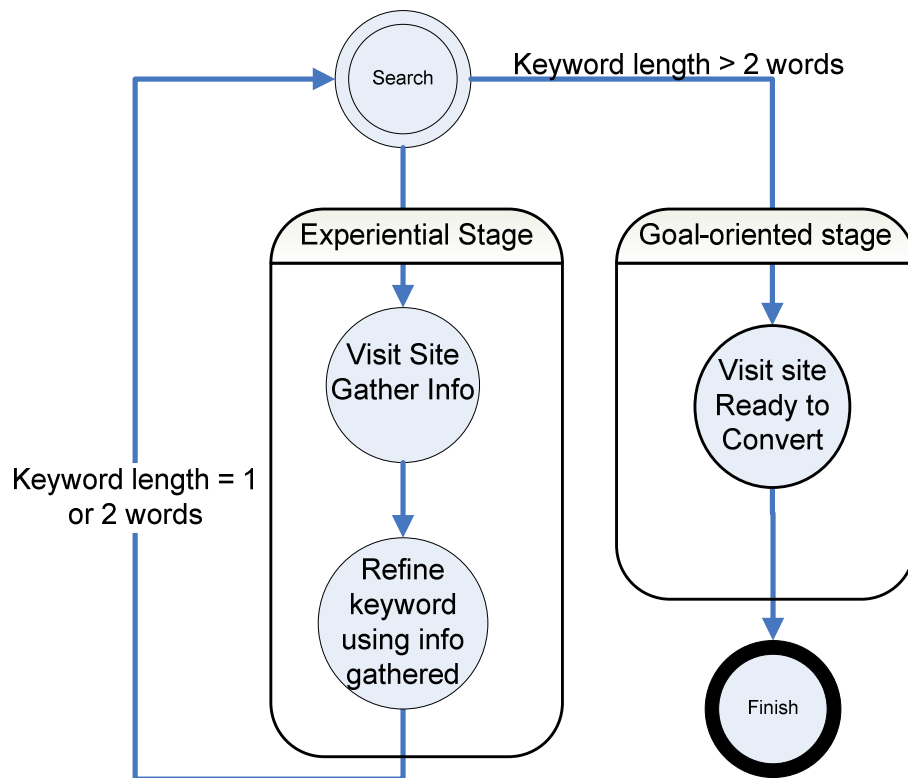 Search
Keyword length > 2 words
Experiential Stage
Goal-oriented stage
Visit Site
Gather Info
Visit site
Ready to
Convert
Keyword length = 1
or 2 words
Refine
keyword
using info
gathered
Finish